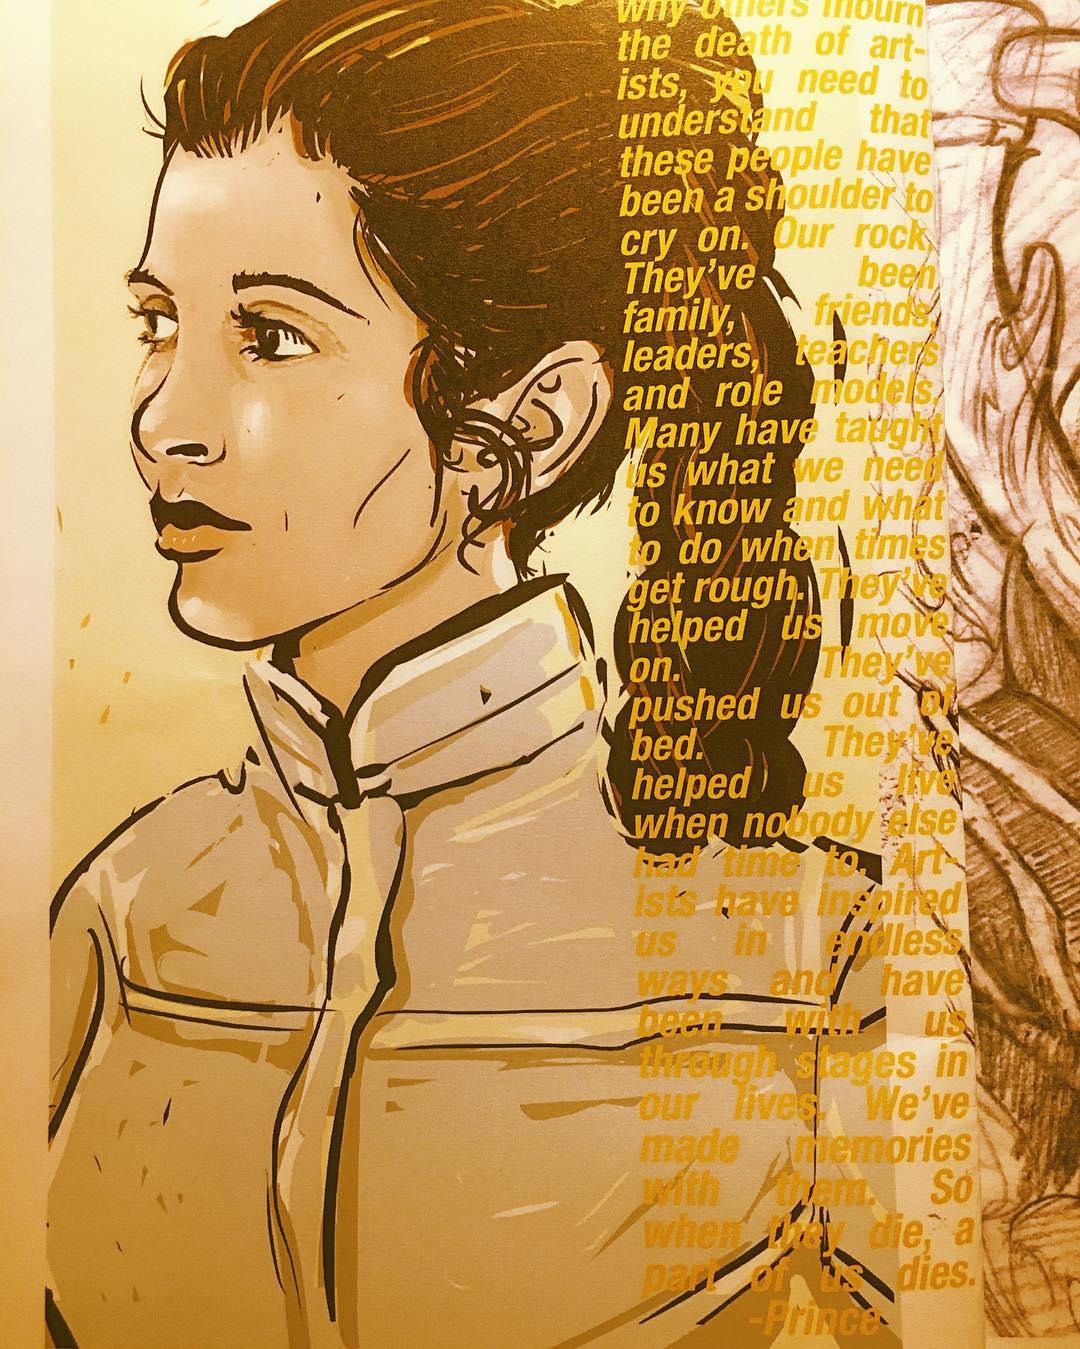 why others mourn
the death of art-
ists, you need to
understand that
these people have
been a shoulder to
cry on. Our rock,
They've been
family, friends,
leaders, teachers
and role models.
Many have taught
us what we need
to know and what
to do when times
get rough. They've
helped us move
on. They've
pushed us out of
bed. They've
helped us live
when nobody else
had time to. Art-
ists have inspired
us in endless
ways and have
been with us
through stages in
our lives. We've
made memories
with them. So
when they die, a
part of us dies.
-Prince